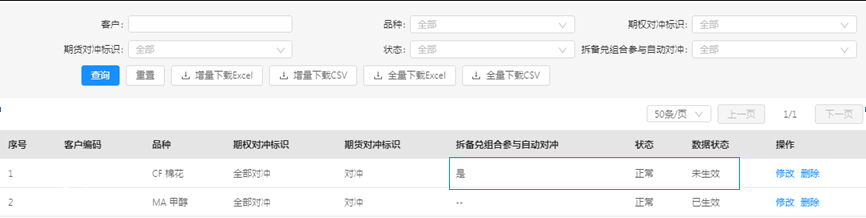 客户: 品种: 全部 期权对冲标识: 全部
期货对冲标识: 全部 状态: 全部 拆备兑组合参与自动对冲: 全部
查询 重置 增量下载Excel 增量下载CSV 全量下载Excel 全量下载CSV
50条/页 上一页 1/1 下一页
序号 客户编码 品种 期权对冲标识 期货对冲标识 拆备兑组合参与自动对冲 状态 数据状态 操作
1 CF 棉花 全部对冲 对冲 是 正常 未生效 修改 删除
2 MA 甲醇 全部对冲 对冲 -- 正常 已生效 修改 删除